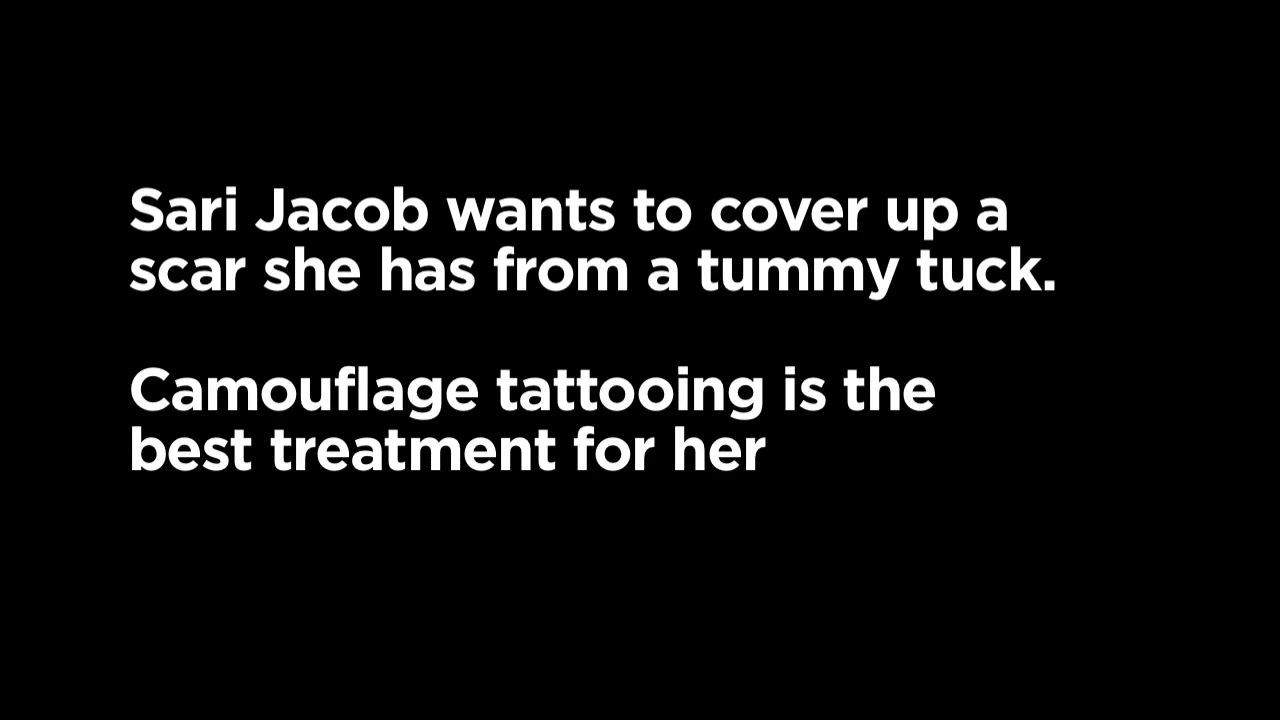 Sari Jacob wants to cover up a
scar she has from a tummy tuck.
Camouflage tattooing is the
best treatment for her